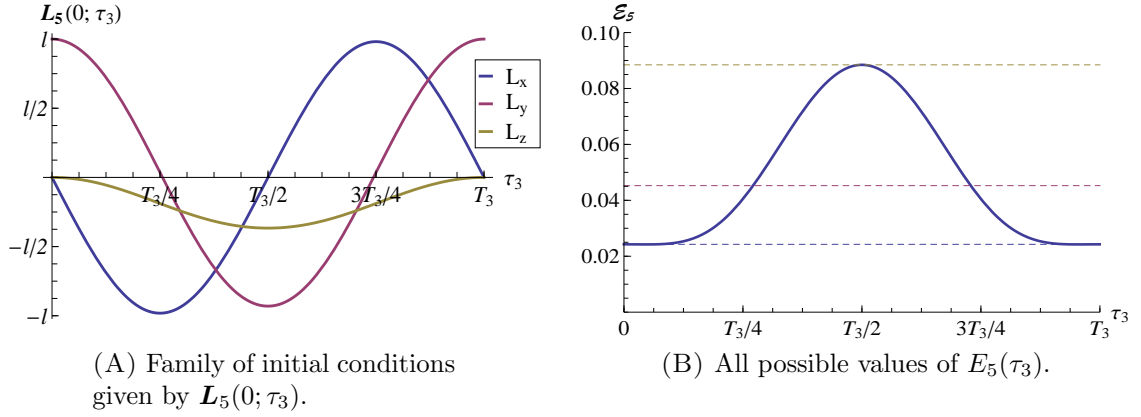 L₅(0; τ₃)
l
l/2
−l/2
−l
T₃/4
T₃/2
3T₃/4
T₃
τ₃
Lₓ
L_y
L_z
(A) Family of initial conditions
given by L₅(0; τ₃).
ℰ₅
0.10
0.08
0.06
0.04
0.02
0
T₃/4
T₃/2
3T₃/4
T₃
τ₃
(B) All possible values of E₅(τ₃).